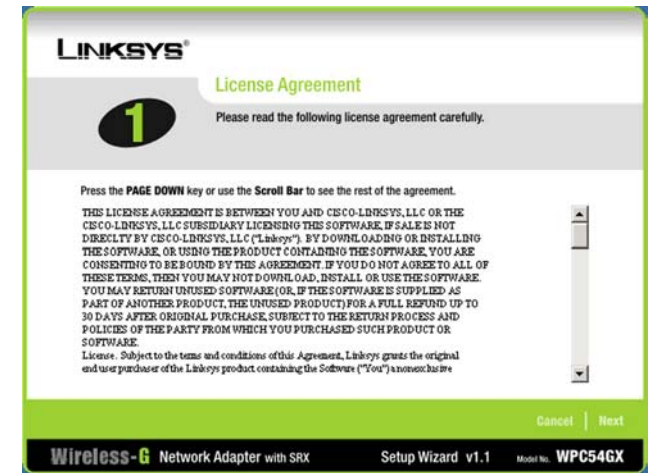 LINKSYS®
License Agreement
1
Please read the following license agreement carefully.
Press the PAGE DOWN key or use the Scroll Bar to see the rest of the agreement.
THIS LICENSE AGREEMENT IS BETWEEN YOU AND CISCO-LINKSYS, LLC OR THE
CISCO-LINKSYS, LLC SUBSIDIARY LICENSING THIS SOFTWARE, IF SALE IS NOT
DIRECLTY BY CISCO-LINKSYS, LLC ("Linksys"). BY DOWNLOADING OR INSTALLING
THE SOFTWARE, OR USING THE PRODUCT CONTAINING THE SOFTWARE, YOU ARE
CONSENTING TO BE BOUND BY THIS AGREEMENT. IF YOU DO NOT AGREE TO ALL OF
THESE TERMS, THEN YOU MAY NOT DOWNLOAD, INSTALL OR USE THE SOFTWARE.
YOU MAY RETURN UNUSED SOFTWARE (OR, IF THE SOFTWARE IS SUPPLIED AS
PART OF ANOTHER PRODUCT, THE UNUSED PRODUCT) FOR A FULL REFUND UP TO
30 DAYS AFTER ORIGINAL PURCHASE, SUBJECT TO THE RETURN PROCESS AND
POLICIES OF THE PARTY FROM WHICH YOU PURCHASED SUCH PRODUCT OR
SOFTWARE.
License. Subject to the terms and conditions of this Agreement, Linksys grants the original
end user purchaser of the Linksys product containing the Software ("You") a nonexclusive
Cancel | Next
Wireless-G Network Adapter with SRX Setup Wizard v1.1 Model No. WPC54GX